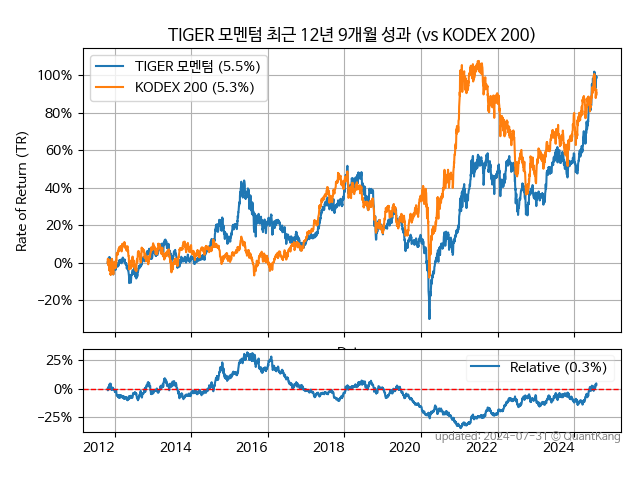 TIGER 모멘텀 최근 12년 9개월 성과 (vs KODEX 200)
TIGER 모멘텀 (5.5%)
KODEX 200 (5.3%)
Rate of Return (TR)
100%
80%
60%
40%
20%
0%
−20%
Relative (0.3%)
25%
0%
−25%
updated: 2024-07-31 © QuantKang
2012 2014 2016 2018 2020 2022 2024